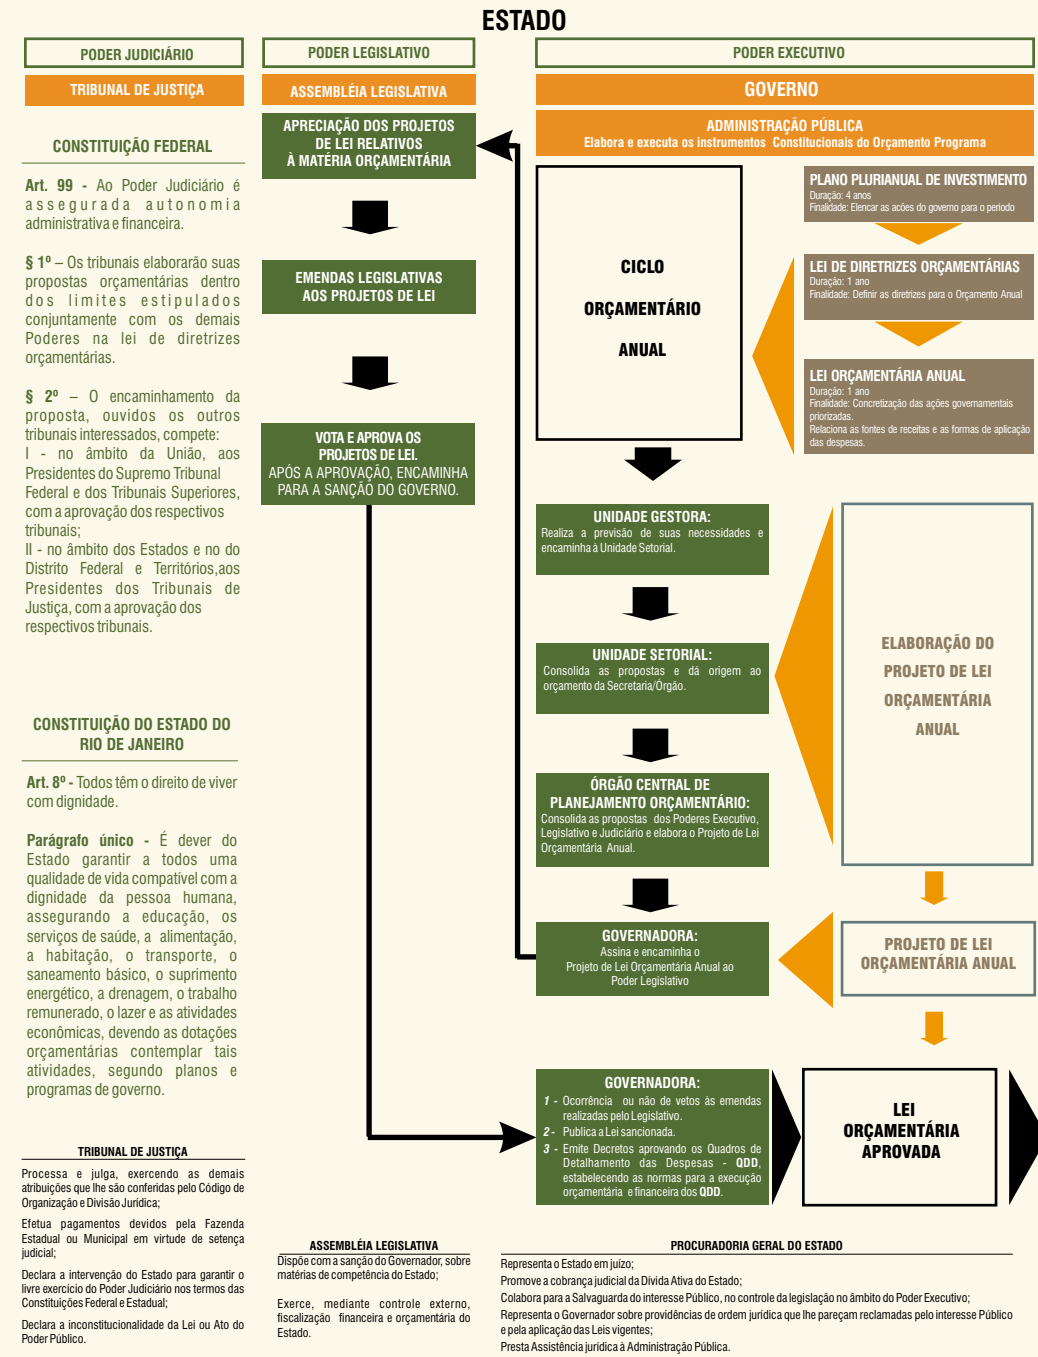 ESTADO
PODER JUDICIÁRIO
TRIBUNAL DE JUSTIÇA
CONSTITUIÇÃO FEDERAL
Art. 99 - Ao Poder Judiciário é
assegurada autonomia
administrativa e financeira.
§ 1º – Os tribunais elaborarão suas
propostas orçamentárias dentro
dos limites estipulados
conjuntamente com os demais
Poderes na lei de diretrizes
orçamentárias.
§ 2º – O encaminhamento da
proposta, ouvidos os outros
tribunais interessados, compete:
I - no âmbito da União, aos
Presidentes do Supremo Tribunal
Federal e dos Tribunais Superiores,
com a aprovação dos respectivos
tribunais;
II - no âmbito dos Estados e no do
Distrito Federal e Territórios,aos
Presidentes dos Tribunais de
Justiça, com a aprovação dos
respectivos tribunais.
CONSTITUIÇÃO DO ESTADO DO
RIO DE JANEIRO
Art. 8º - Todos têm o direito de viver
com dignidade.
Parágrafo único - É dever do
Estado garantir a todos uma
qualidade de vida compatível com a
dignidade da pessoa humana,
assegurando a educação, os
serviços de saúde, a alimentação,
a habitação, o transporte, o
saneamento básico, o suprimento
energético, a drenagem, o trabalho
remunerado, o lazer e as atividades
econômicas, devendo as dotações
orçamentárias contemplar tais
atividades, segundo planos e
programas de governo.
TRIBUNAL DE JUSTIÇA
Processa e julga, exercendo as demais
atribuições que lhe são conferidas pelo Código de
Organização e Divisão Jurídica;
Efetua pagamentos devidos pela Fazenda
Estadual ou Municipal em virtude de setença
judicial;
Declara a intervenção do Estado para garantir o
livre exercício do Poder Judiciário nos termos das
Constituições Federal e Estadual;
Declara a inconstitucionalidade da Lei ou Ato do
Poder Público.
PODER LEGISLATIVO
ASSEMBLÉIA LEGISLATIVA
APRECIAÇÃO DOS PROJETOS
DE LEI RELATIVOS
À MATÉRIA ORÇAMENTÁRIA
EMENDAS LEGISLATIVAS
AOS PROJETOS DE LEI
VOTA E APROVA OS
PROJETOS DE LEI.
APÓS A APROVAÇÃO, ENCAMINHA
PARA A SANÇÃO DO GOVERNO.
ASSEMBLÉIA LEGISLATIVA
Dispõe com a sanção do Governador, sobre
matérias de competência do Estado;
Exerce, mediante controle externo,
fiscalização financeira e orçamentária do
Estado.
PODER EXECUTIVO
GOVERNO
ADMINISTRAÇÃO PÚBLICA
Elabora e executa os instrumentos Constitucionais do Orçamento Programa
CICLO
ORÇAMENTÁRIO
ANUAL
PLANO PLURIANUAL DE INVESTIMENTO
Duração: 4 anos
Finalidade: Elencar as acões do governo para o periodo
LEI DE DIRETRIZES ORÇAMENTÁRIAS
Duração: 1 ano
Finalidade: Definir as diretrizes para o Orçamento Anual
LEI ORÇAMENTÁRIA ANUAL
Duração: 1 ano
Finalidade: Concretização das ações governamentais
priorizadas.
Relaciona as fontes de receitas e as formas de aplicação
das despesas.
UNIDADE GESTORA:
Realiza a previsão de suas necessidades e
encaminha à Unidade Setorial.
UNIDADE SETORIAL:
Consolida as propostas e dá origem ao
orçamento da Secretaria/Órgão.
ÓRGÃO CENTRAL DE
PLANEJAMENTO ORÇAMENTÁRIO:
Consolida as propostas dos Poderes Executivo,
Legislativo e Judiciário e elabora o Projeto de Lei
Orçamentária Anual.
ELABORAÇÃO DO
PROJETO DE LEI
ORÇAMENTÁRIA
ANUAL
GOVERNADORA:
Assina e encaminha o
Projeto de Lei Orçamentária Anual ao
Poder Legislativo
PROJETO DE LEI
ORÇAMENTÁRIA ANUAL
GOVERNADORA:
1 - Ocorrência ou não de vetos às emendas
realizadas pelo Legislativo.
2 - Publica a Lei sancionada.
3 - Emite Decretos aprovando os Quadros de
Detalhamento das Despesas - QDD,
estabelecendo as normas para a execução
orçamentária e financeira dos QDD.
LEI
ORÇAMENTÁRIA
APROVADA
PROCURADORIA GERAL DO ESTADO
Representa o Estado em juízo;
Promove a cobrança judicial da Dívida Ativa do Estado;
Colabora para a Salvaguarda do interesse Público, no controle da legislação no âmbito do Poder Executivo;
Representa o Governador sobre providências de ordem jurídica que lhe pareçam reclamadas pelo interesse Público
e pela aplicação das Leis vigentes;
Presta Assistência jurídica à Administração Pública.